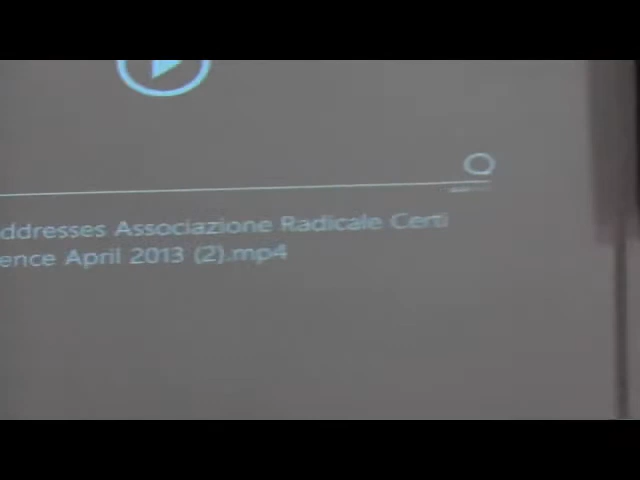 ddresses Associazione Radicale Certi
ence April 2013 (2).mp4